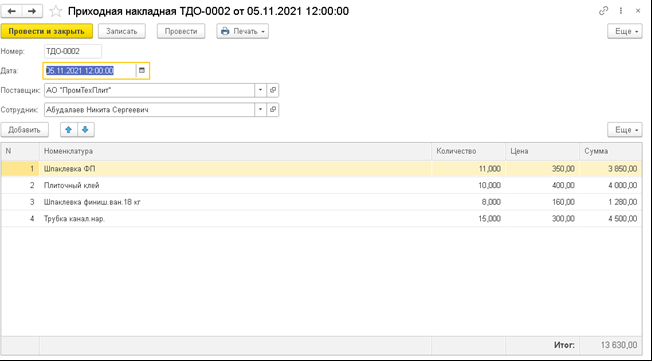 Приходная накладная ТДО-0002 от 05.11.2021 12:00:00
Провести и закрыть Записать Провести Печать Еще
Номер: ТДО-0002
Дата: 05.11.2021 12:00:00
Поставщик: АО "ПромТехПлит"
Сотрудник: Абудалаев Никита Сергеевич
Добавить Еще
N Номенклатура Количество Цена Сумма
1 Шпаклевка ФП 11,000 350,00 3 850,00
2 Плиточный клей 10,000 400,00 4 000,00
3 Шпаклевка финиш.ван.18 кг 8,000 160,00 1 280,00
4 Трубка канал.нар. 15,000 300,00 4 500,00
Итог: 13 630,00